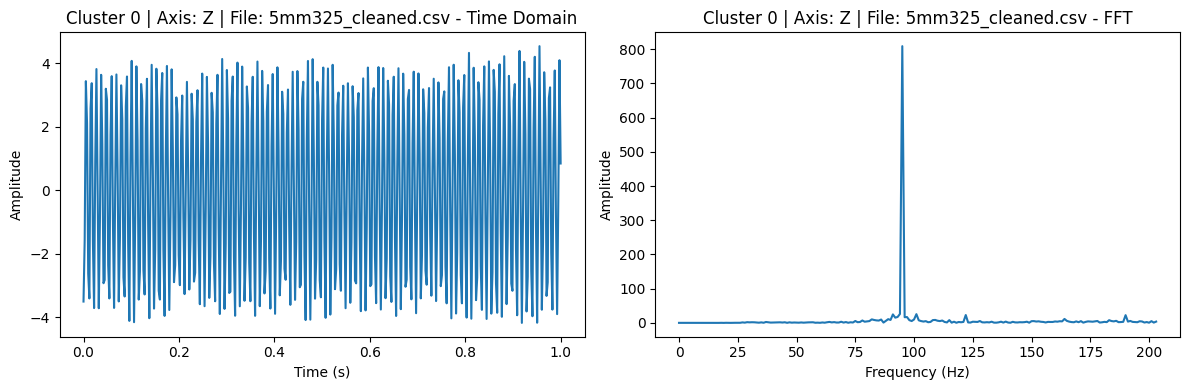 Cluster 0 | Axis: Z | File: 5mm325_cleaned.csv - Time Domain
4
2
0
−2
−4
Amplitude
0.0 0.2 0.4 0.6 0.8 1.0
Time (s)
Cluster 0 | Axis: Z | File: 5mm325_cleaned.csv - FFT
800
700
600
500
400
300
200
100
0
Amplitude
0 25 50 75 100 125 150 175 200
Frequency (Hz)